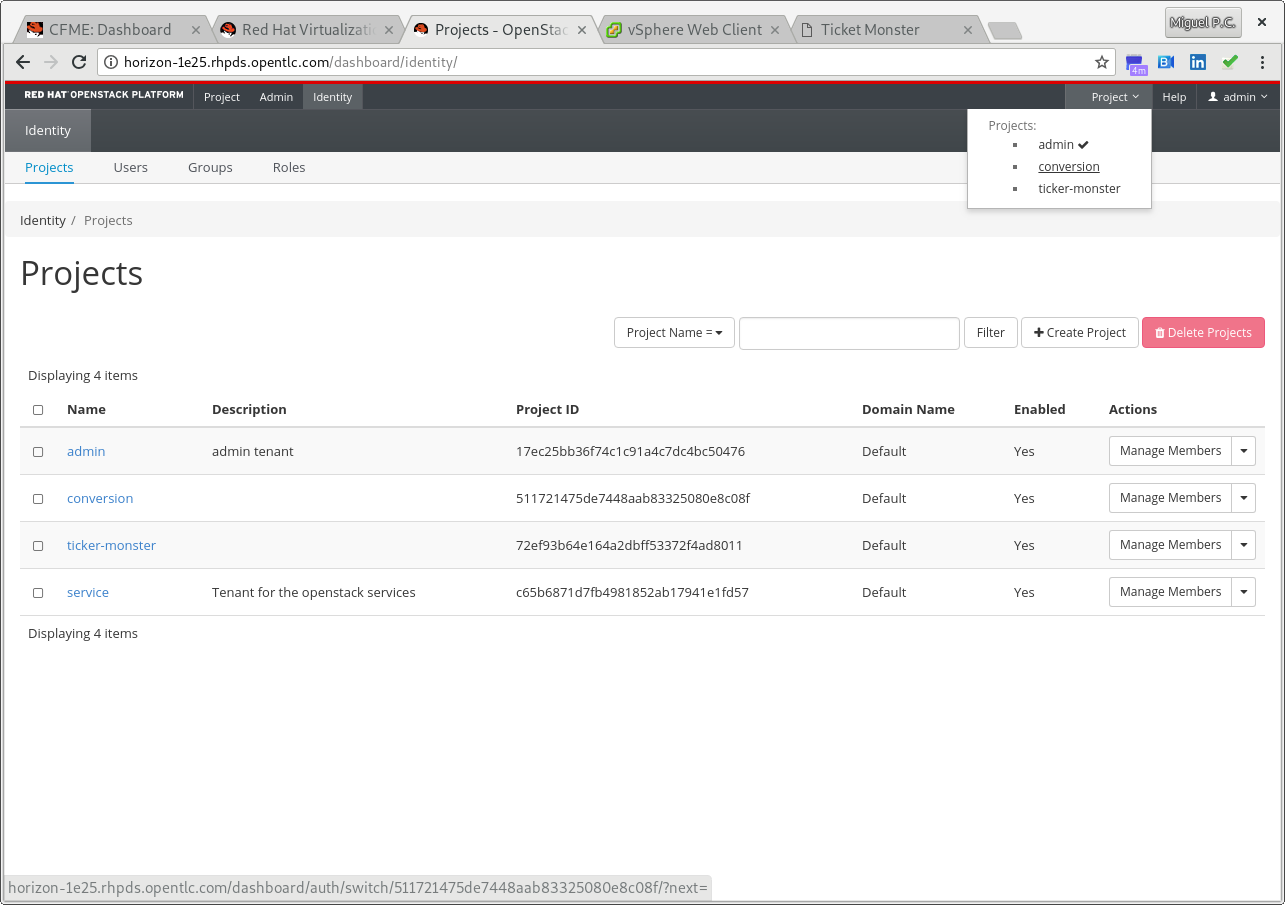 CFME: Dashboard
Red Hat Virtualizati
Projects - OpenStac
vSphere Web Client
Ticket Monster
Miguel P.C.
horizon-1e25.rhpds.opentlc.com/dashboard/identity/
4m
RED HAT OPENSTACK PLATFORM Project Admin Identity Project Help admin
Identity
Projects Users Groups Roles
Projects:
admin
conversion
ticker-monster
Identity / Projects
Projects
Project Name = Filter Create Project Delete Projects
Displaying 4 items
Name Description Project ID Domain Name Enabled Actions
admin admin tenant 17ec25bb36f74c1c91a4c7dc4bc50476 Default Yes Manage Members
conversion 511721475de7448aab83325080e8c08f Default Yes Manage Members
ticker-monster 72ef93b64e164a2dbff53372f4ad8011 Default Yes Manage Members
service Tenant for the openstack services c65b6871d7fb4981852ab17941e1fd57 Default Yes Manage Members
Displaying 4 items
horizon-1e25.rhpds.opentlc.com/dashboard/auth/switch/511721475de7448aab83325080e8c08f/?next=